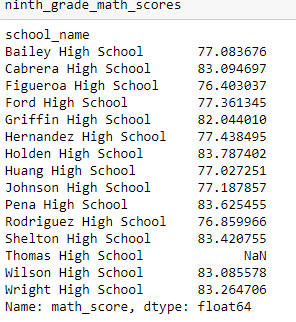 ninth_grade_math_scores
school_name
Bailey High School 77.083676
Cabrera High School 83.094697
Figueroa High School 76.403037
Ford High School 77.361345
Griffin High School 82.044010
Hernandez High School 77.438495
Holden High School 83.787402
Huang High School 77.027251
Johnson High School 77.187857
Pena High School 83.625455
Rodriguez High School 76.859966
Shelton High School 83.420755
Thomas High School NaN
Wilson High School 83.085578
Wright High School 83.264706
Name: math_score, dtype: float64